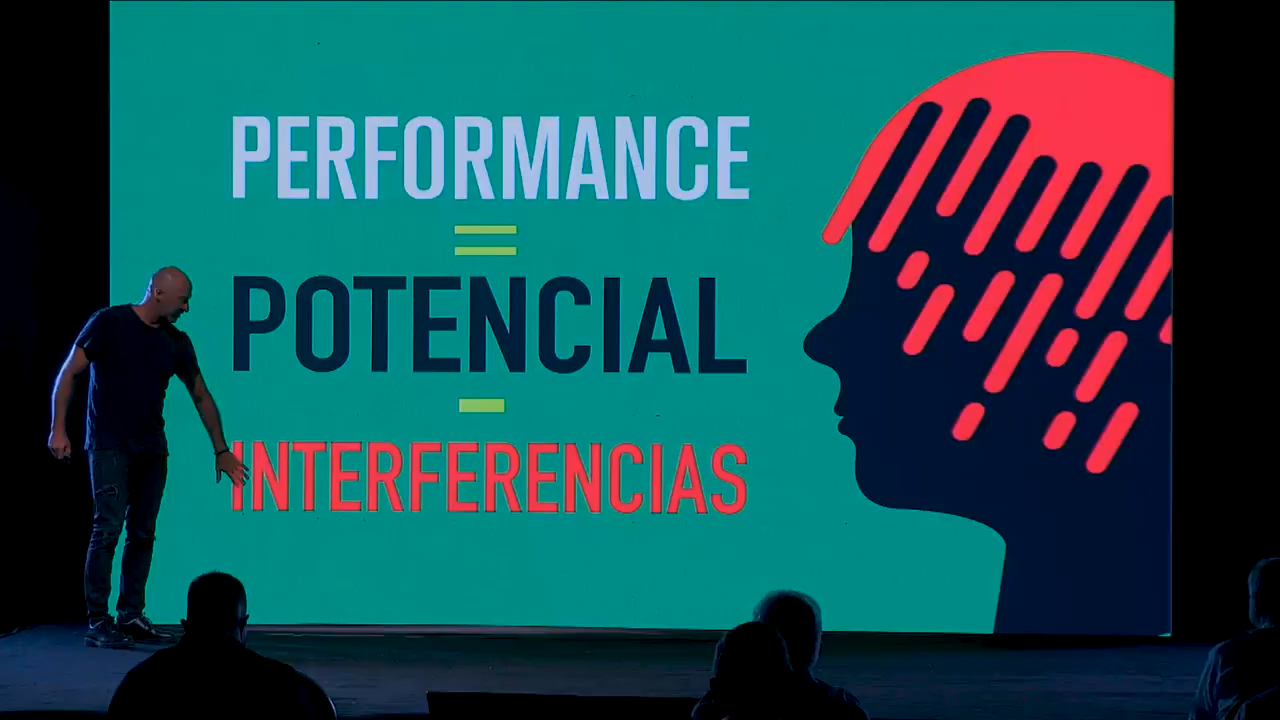 PERFORMANCE
=
POTENCIAL
-
INTERFERENCIAS